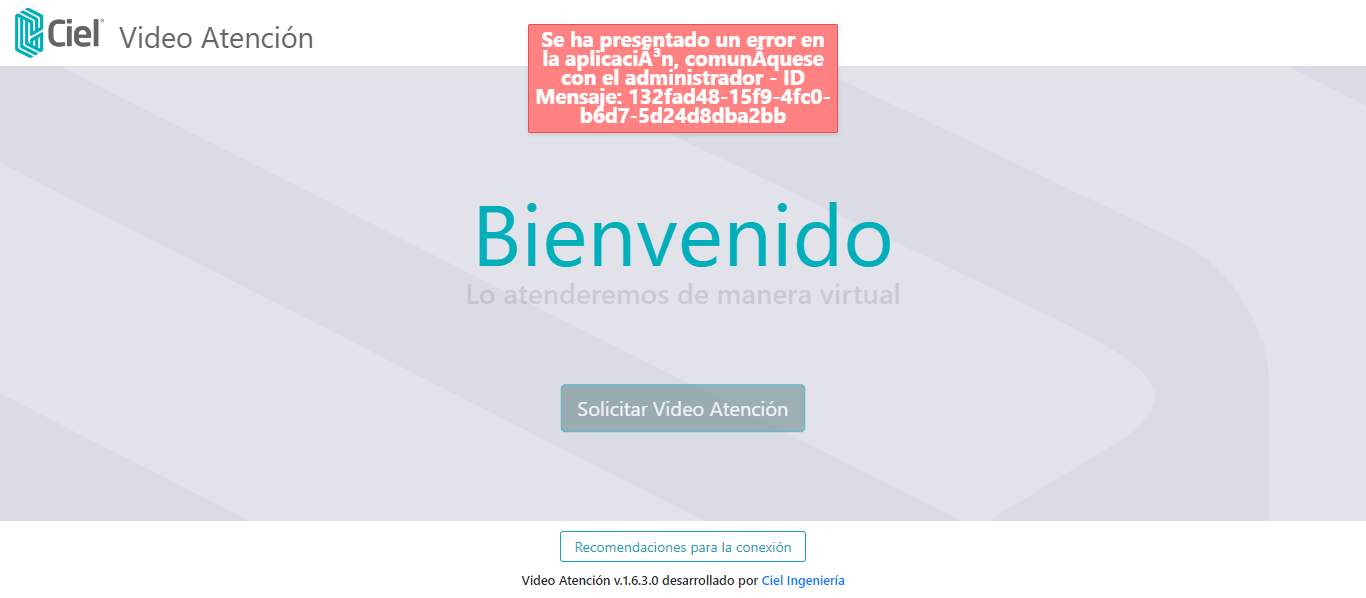 Ciel®
Video Atención
Se ha presentado un error en
la aplicaciÃ³n, comunÃquese
con el administrador - ID
Mensaje: 132fad48-15f9-4fc0-
b6d7-5d24d8dba2bb
Bienvenido
Lo atenderemos de manera virtual
Solicitar Video Atención
Recomendaciones para la conexión
Video Atención v.1.6.3.0 desarrollado por Ciel Ingeniería